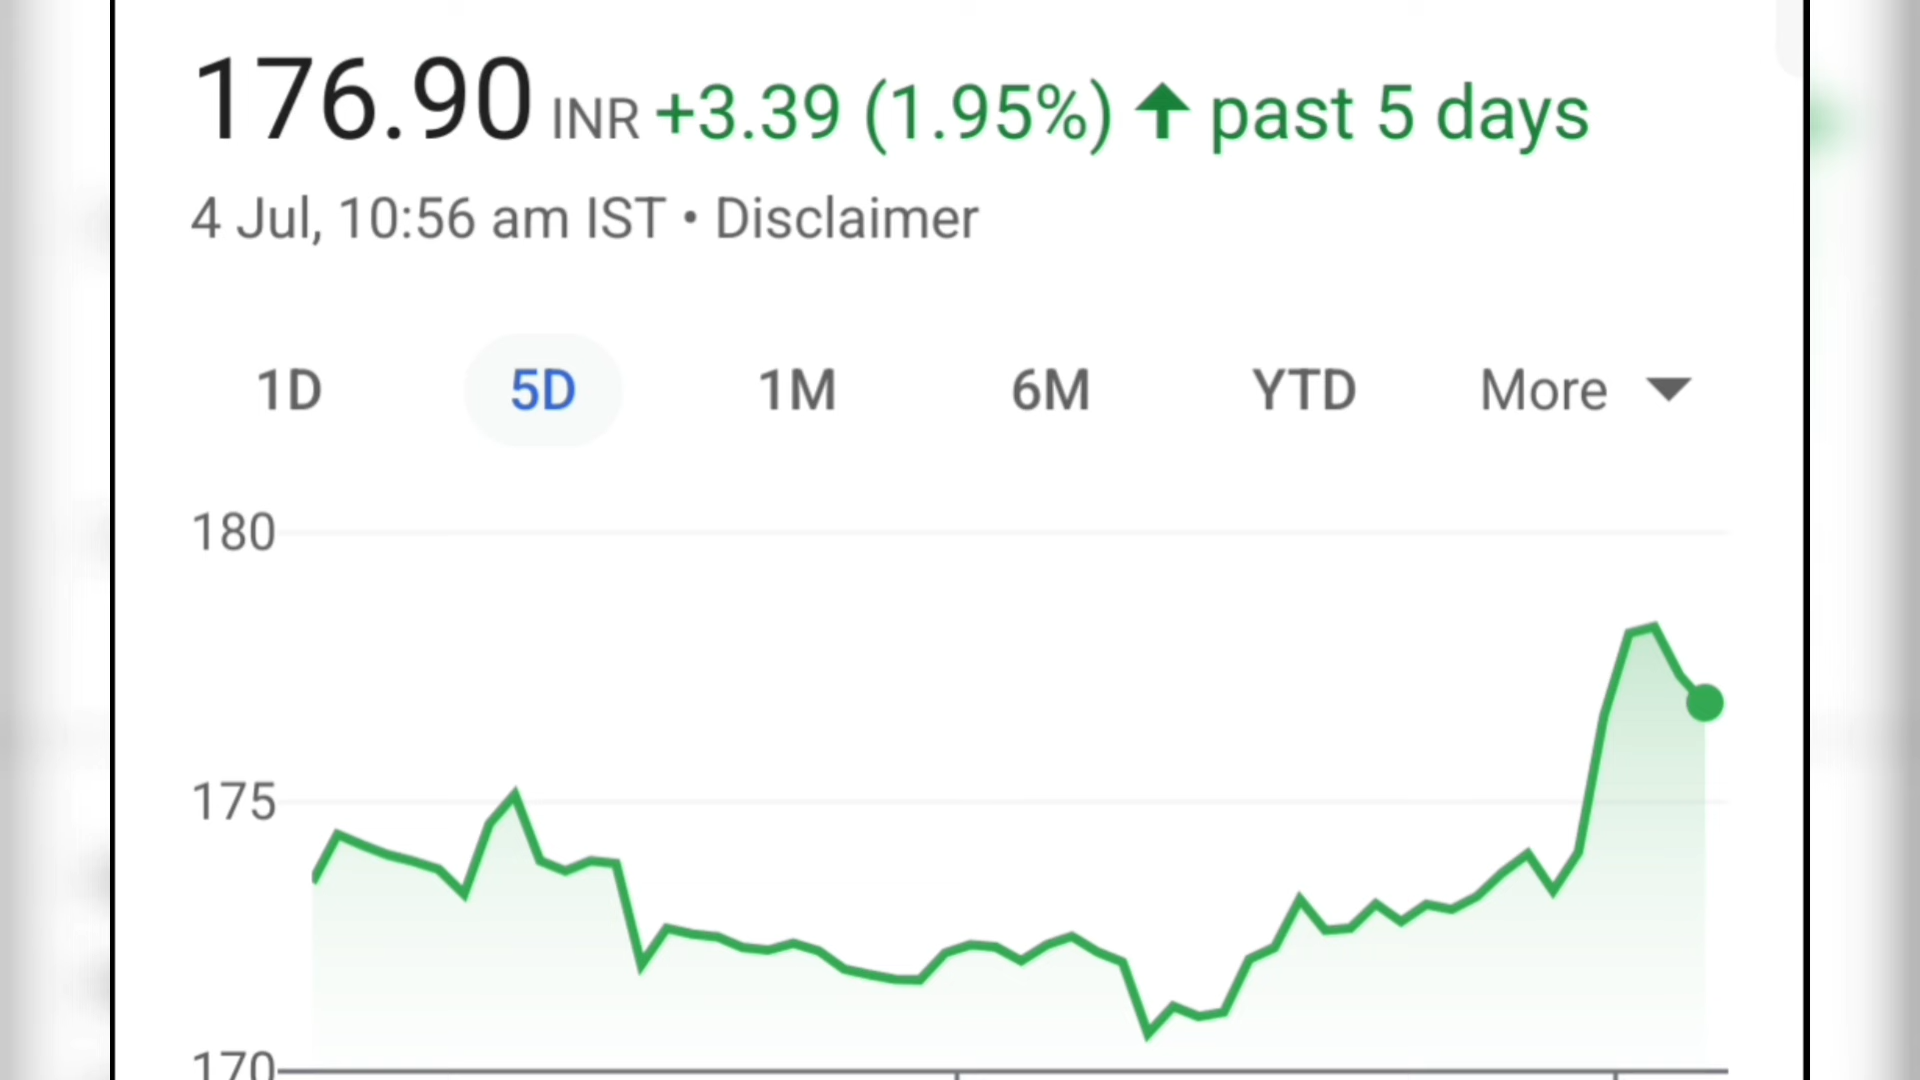 176.90 INR +3.39 (1.95%) ↑ past 5 days
4 Jul, 10:56 am IST • Disclaimer
1D 5D 1M 6M YTD More
180
175
170